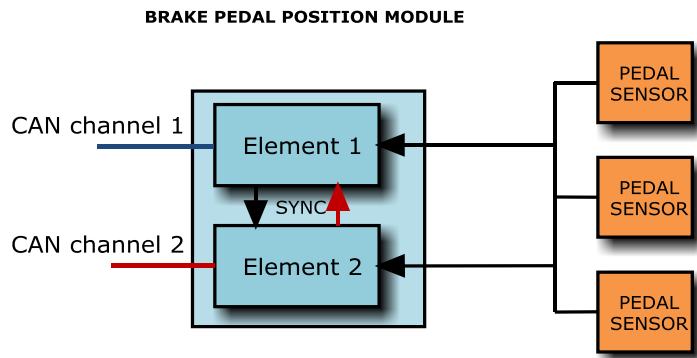 BRAKE PEDAL POSITION MODULE
PEDAL
SENSOR
CAN channel 1
Element 1
PEDAL
SENSOR
SYNC
CAN channel 2
Element 2
PEDAL
SENSOR